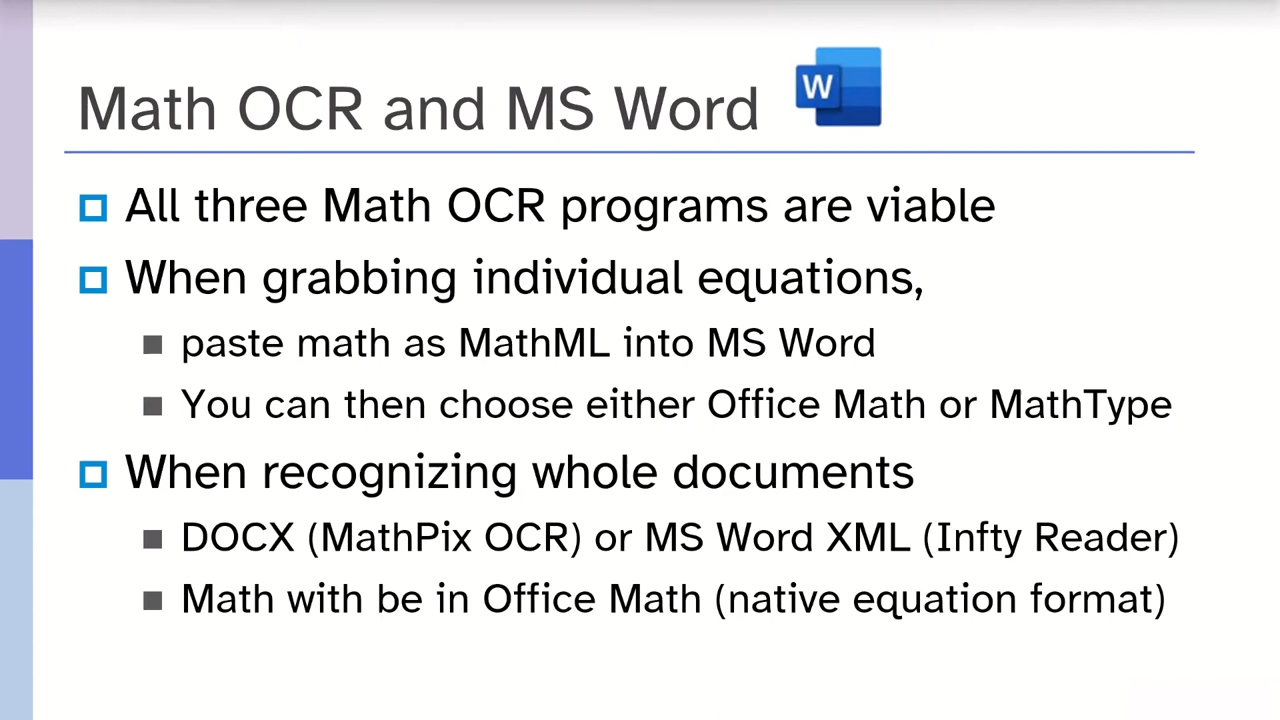 Math OCR and MS Word
W
All three Math OCR programs are viable
When grabbing individual equations,
paste math as MathML into MS Word
You can then choose either Office Math or MathType
When recognizing whole documents
DOCX (MathPix OCR) or MS Word XML (Infty Reader)
Math with be in Office Math (native equation format)